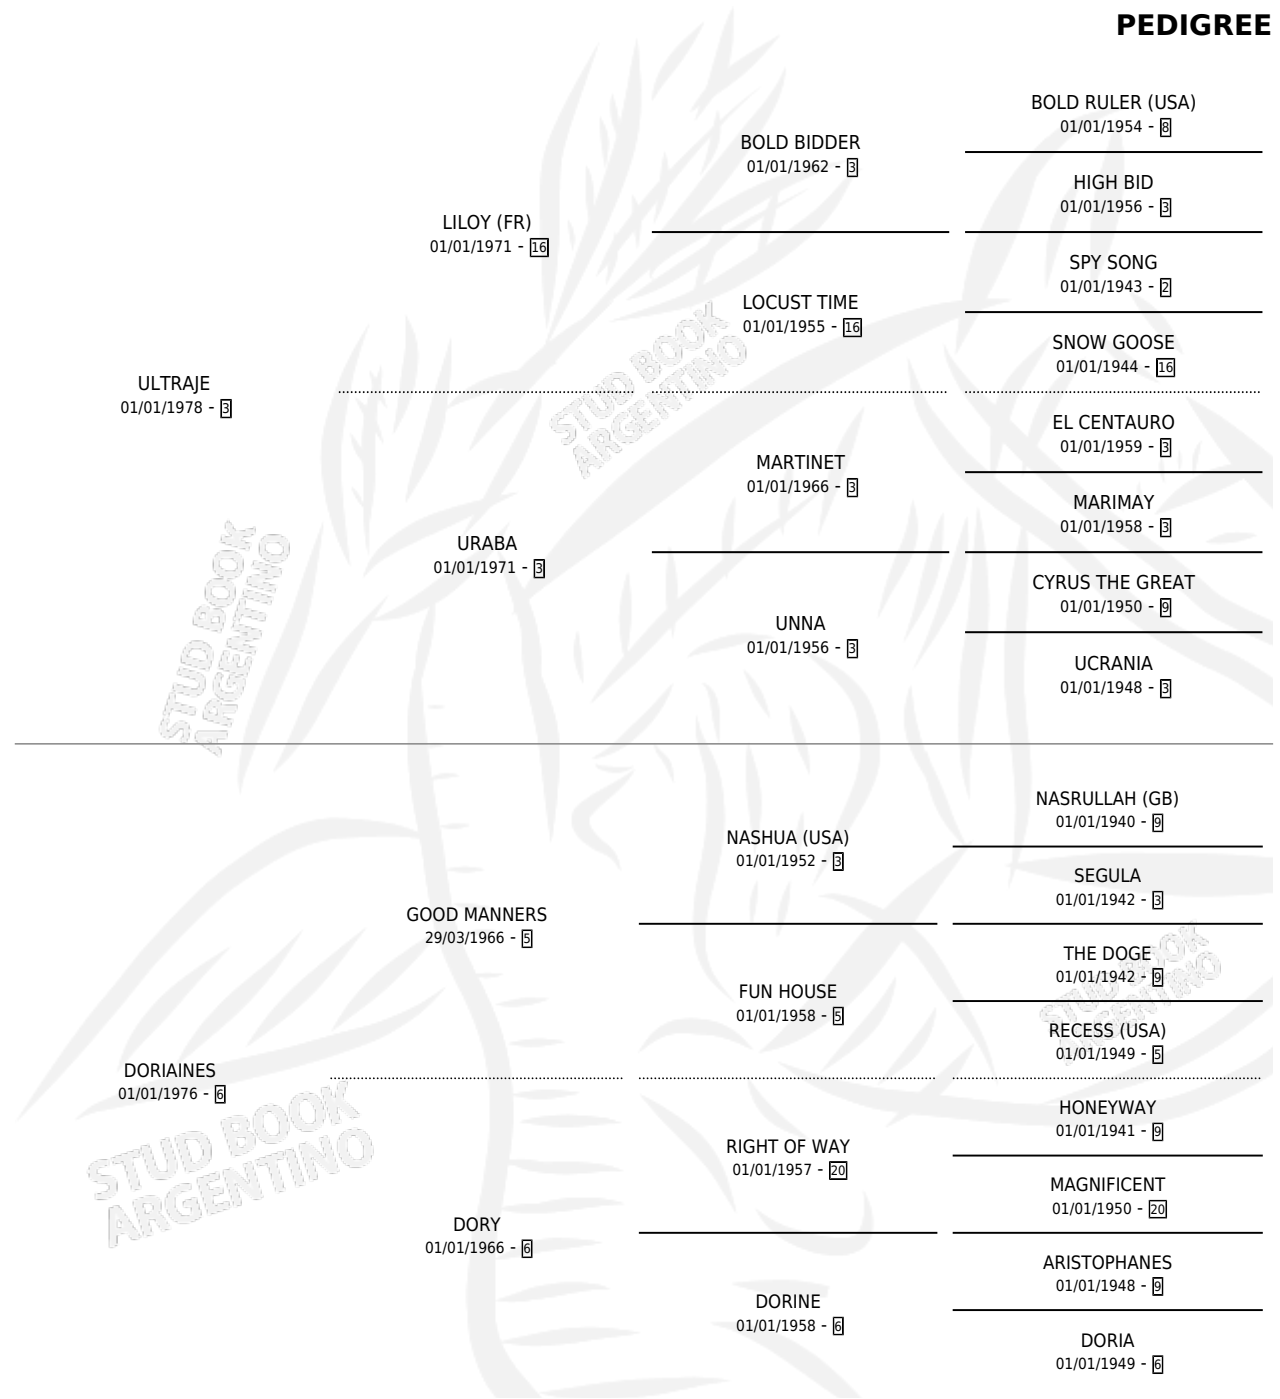 PEDIGREE
BOLD RULER (USA)
01/01/1954 - 8
BOLD BIDDER
01/01/1962 - 3
HIGH BID
01/01/1956 - 3
LILOY (FR)
01/01/1971 - 16
SPY SONG
01/01/1943 - 2
LOCUST TIME
01/01/1955 - 16
SNOW GOOSE
01/01/1944 - 16
ULTRAJE
01/01/1978 - 3
STUD BOOK
ARGENTINO
EL CENTAURO
01/01/1959 - 3
MARTINET
01/01/1966 - 3
MARIMAY
01/01/1958 - 3
URABA
01/01/1971 - 3
CYRUS THE GREAT
01/01/1950 - 9
UNNA
01/01/1956 - 3
UCRANIA
01/01/1948 - 3
STUD BOOK
ARGENTINO
NASRULLAH (GB)
01/01/1940 - 9
NASHUA (USA)
01/01/1952 - 3
SEGULA
01/01/1942 - 3
GOOD MANNERS
29/03/1966 - 5
THE DOGE
01/01/1942 - 9
FUN HOUSE
01/01/1958 - 5
STUD BOOK
ARGENTINO
RECESS (USA)
01/01/1949 - 5
DORIAINES
01/01/1976 - 6
HONEYWAY
01/01/1941 - 9
RIGHT OF WAY
01/01/1957 - 20
STUD BOOK
ARGENTINO
MAGNIFICENT
01/01/1950 - 20
DORY
01/01/1966 - 6
ARISTOPHANES
01/01/1948 - 9
DORINE
01/01/1958 - 6
DORIA
01/01/1949 - 6